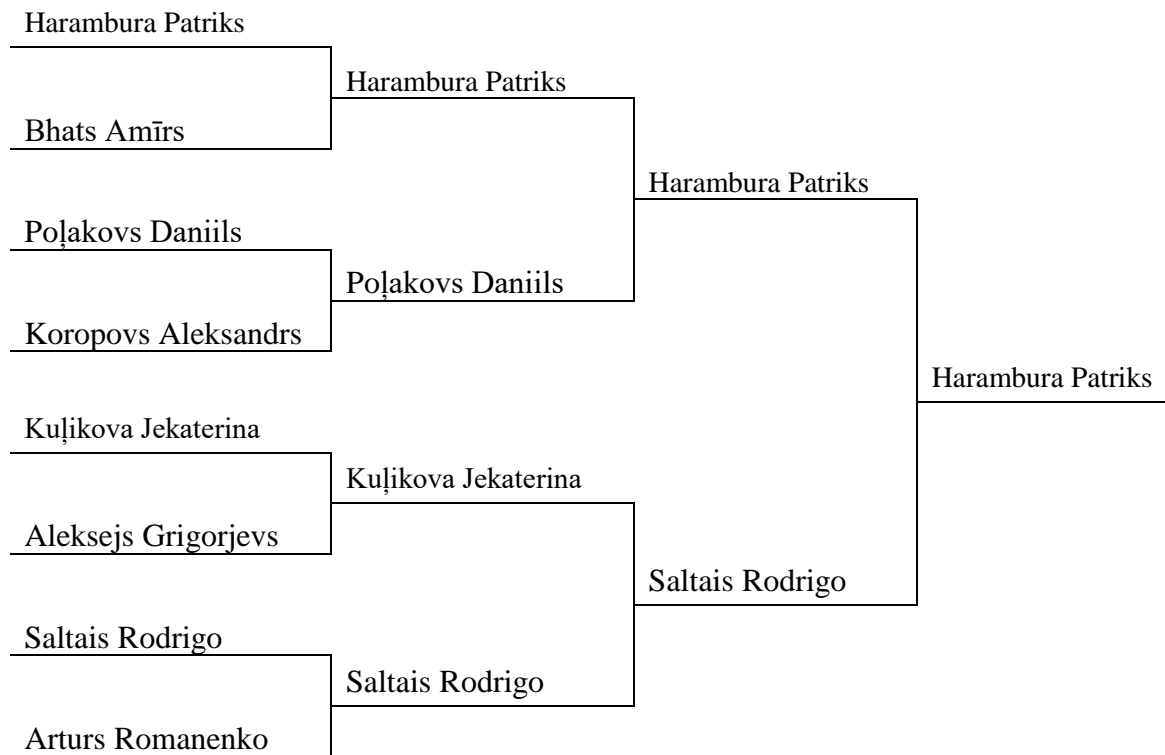 Harambura Patriks
Harambura Patriks
Bhats Amīrs
Harambura Patriks
Poļakovs Daniils
Poļakovs Daniils
Koropovs Aleksandrs
Harambura Patriks
Kuļikova Jekaterina
Kuļikova Jekaterina
Aleksejs Grigorjevs
Saltais Rodrigo
Saltais Rodrigo
Saltais Rodrigo
Arturs Romanenko